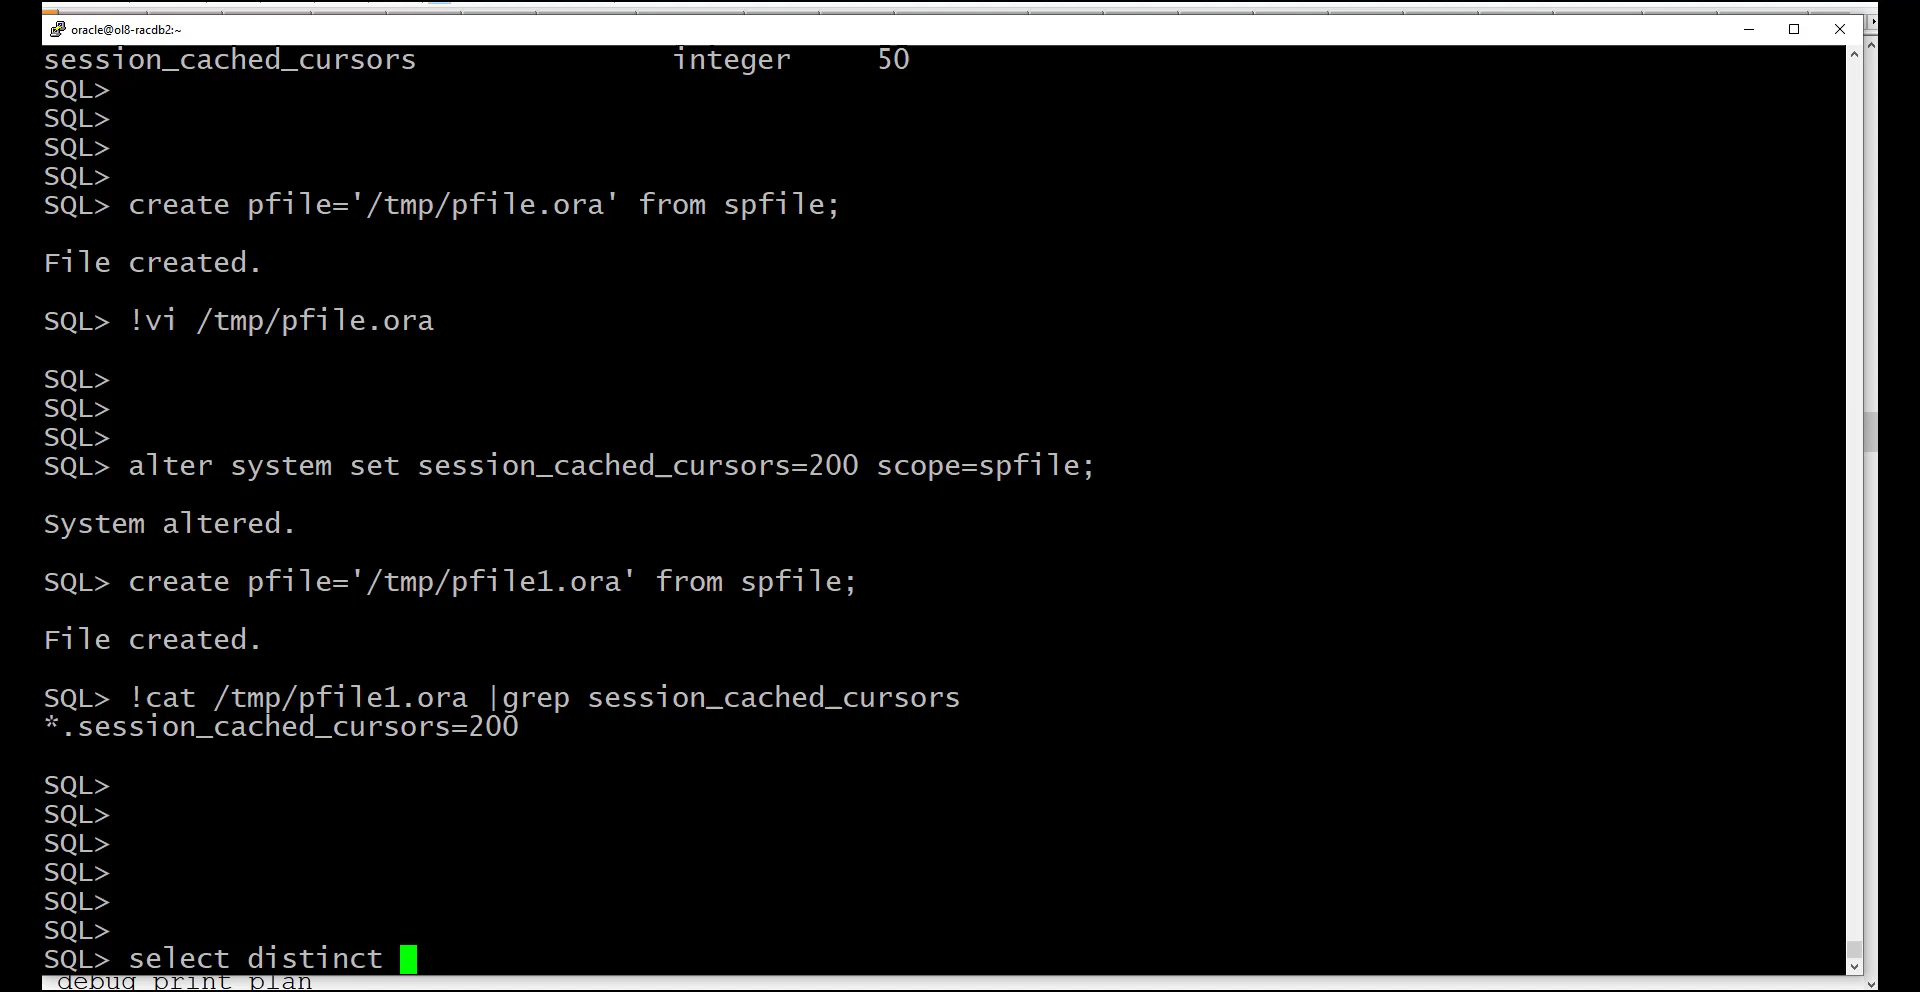 oracle@ol8-racdb2:~
session_cached_cursors integer 50
SQL>
SQL>
SQL>
SQL>
SQL> create pfile='/tmp/pfile.ora' from spfile;
File created.
SQL> !vi /tmp/pfile.ora
SQL>
SQL>
SQL>
SQL> alter system set session_cached_cursors=200 scope=spfile;
System altered.
SQL> create pfile='/tmp/pfile1.ora' from spfile;
File created.
SQL> !cat /tmp/pfile1.ora |grep session_cached_cursors
*.session_cached_cursors=200
SQL>
SQL>
SQL>
SQL>
SQL>
SQL>
SQL> select distinct
debug print plan